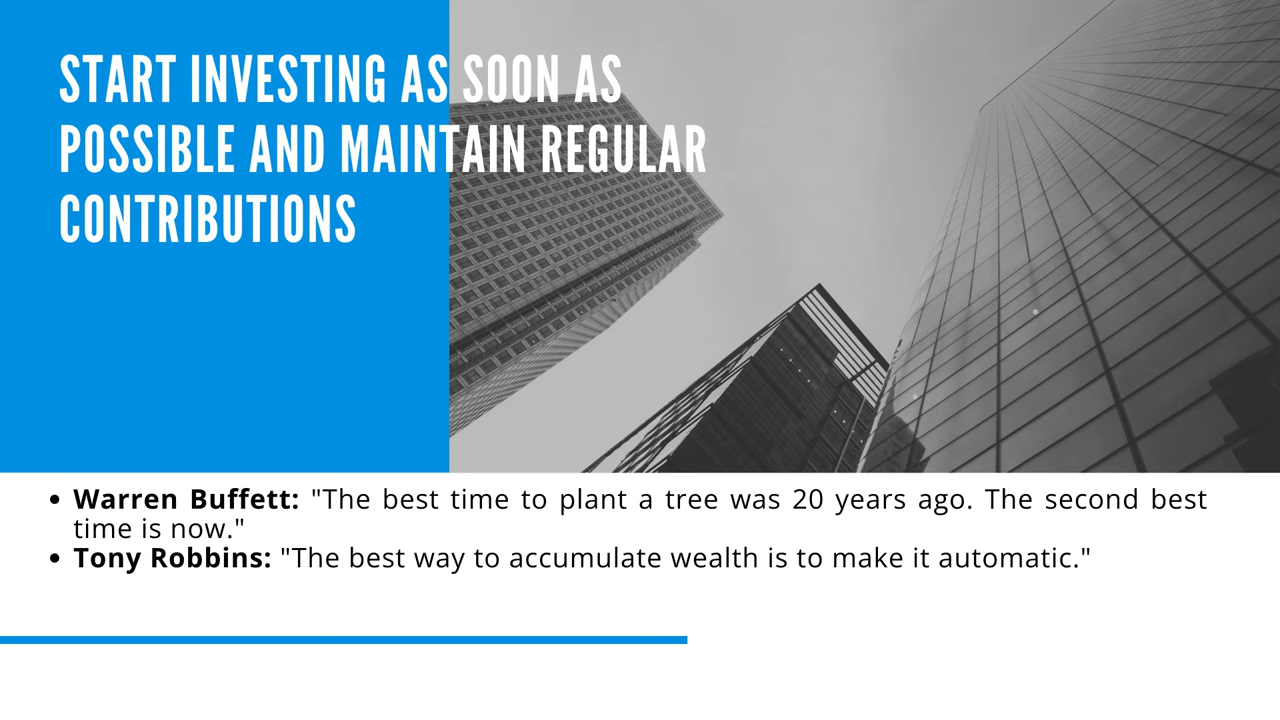 START INVESTING AS SOON AS
POSSIBLE AND MAINTAIN REGULAR
CONTRIBUTIONS
• Warren Buffett: "The best time to plant a tree was 20 years ago. The second best
time is now."
• Tony Robbins: "The best way to accumulate wealth is to make it automatic."